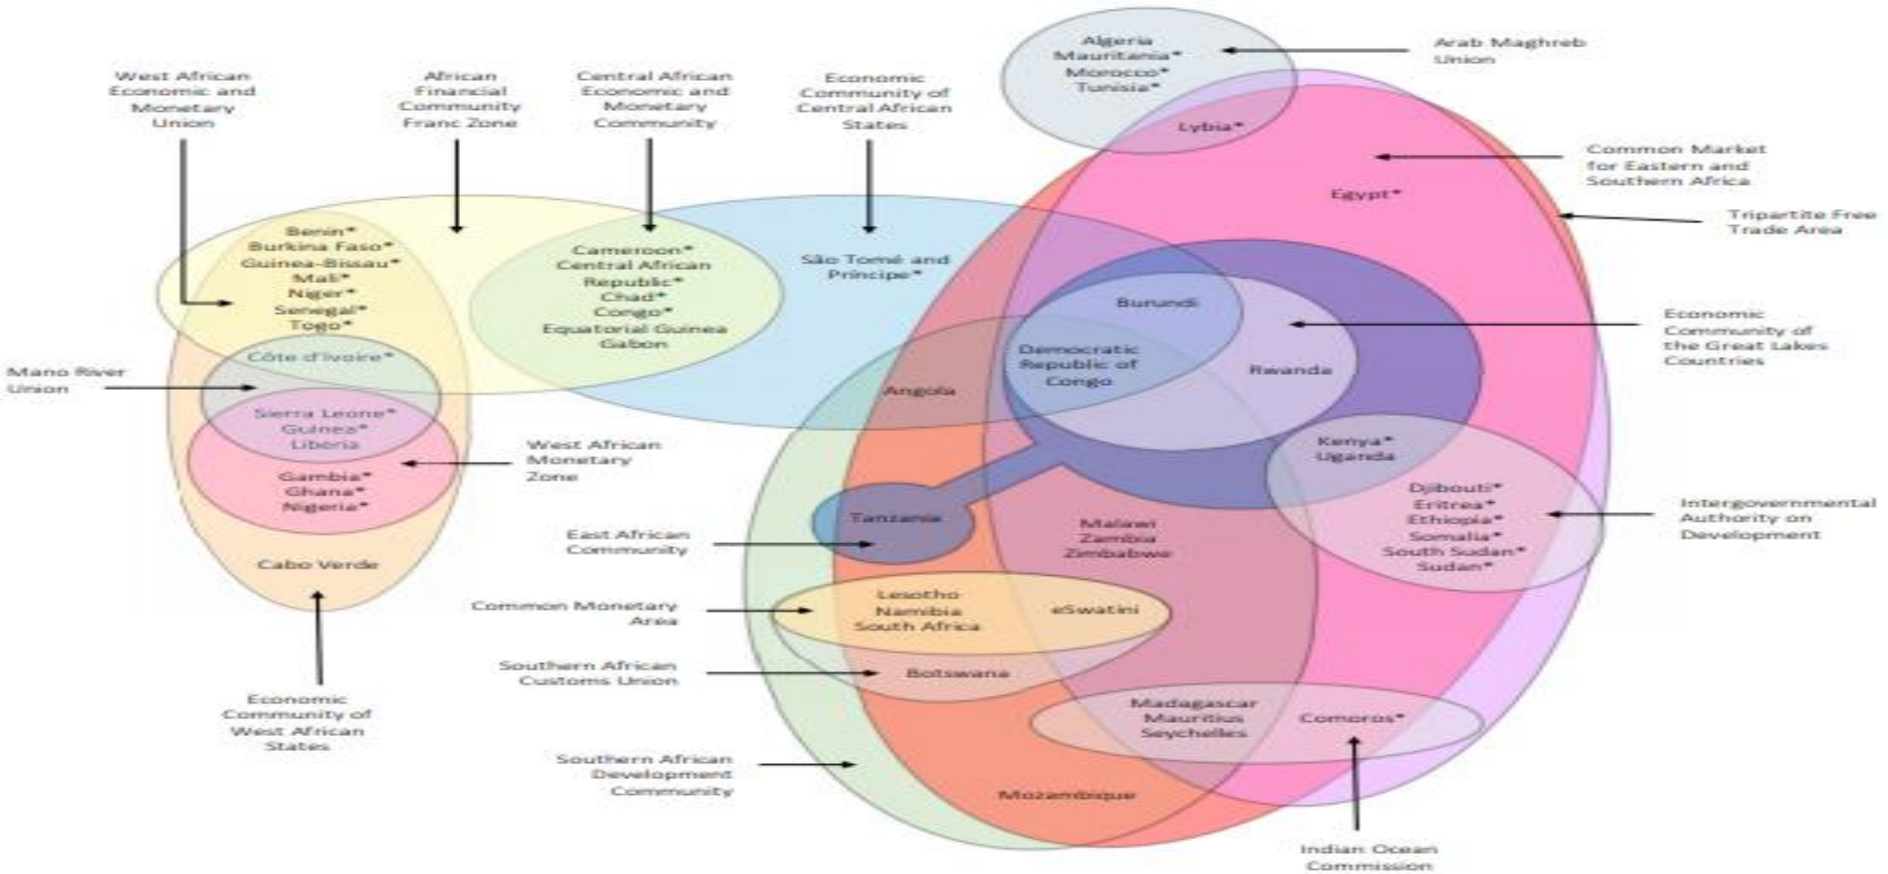 West African
Economic and
Monetary
Union
African
Financial
Community
Franc Zone
Central African
Economic and
Monetary
Community
Economic
Community of
Central African
States
Algeria
Mauritania*
Morocco*
Tunisia*
Lybia*
Arab Maghreb
Union
Common Market
for Eastern and
Southern Africa
Egypt*
Tripartite Free
Trade Area
Benin*
Burkina Faso*
Guinea-Bissau*
Mali*
Niger*
Senegal*
Togo*
Côte d'Ivoire*
Cameroon*
Central African
Republic*
Chad*
Congo*
Equatorial Guinea
Gabon
São Tomé and
Príncipe*
Burundi
Democratic
Republic of
Congo
Rwanda
Angola
Economic
Community of
the Great Lakes
Countries
Mano River
Union
Sierra Leone*
Guinea*
Liberia
Gambia*
Ghana*
Nigeria*
West African
Monetary
Zone
Cabo Verde
Kenya*
Uganda
Djibouti*
Eritrea*
Ethiopia*
Somalia*
South Sudan*
Sudan*
Intergovernmental
Authority on
Development
Tanzania
East African
Community
Malawi
Zambia
Zimbabwe
Common Monetary
Area
Lesotho
Namibia
South Africa
eSwatini
Southern African
Customs Union
Botswana
Economic
Community of
West African
States
Madagascar
Mauritius
Seychelles
Comoros*
Southern African
Development
Community
Mozambique
Indian Ocean
Commission